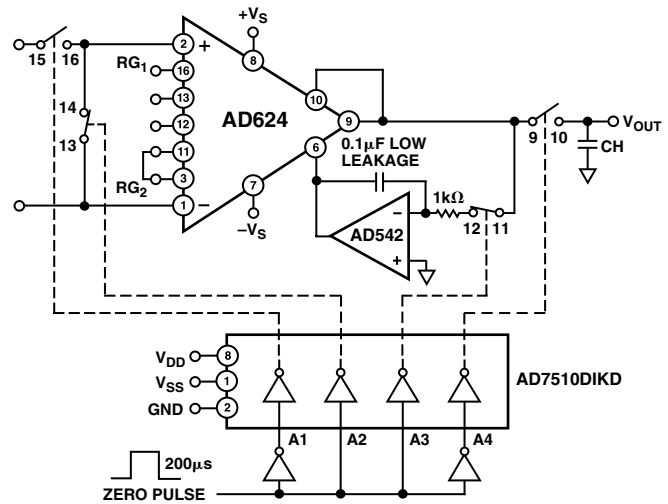 +VS
15 16
2
+
8
RG1
16
10
14
13
AD624
9
VOUT
12
6
0.1µF LOW
LEAKAGE
9 10
CH
13
11
RG2
3
7
1kΩ
–
1
–
–VS
AD542
12 11
+
VDD
8
VSS
1
AD7510DIKD
GND
2
A1
A2
A3
A4
200µs
ZERO PULSE